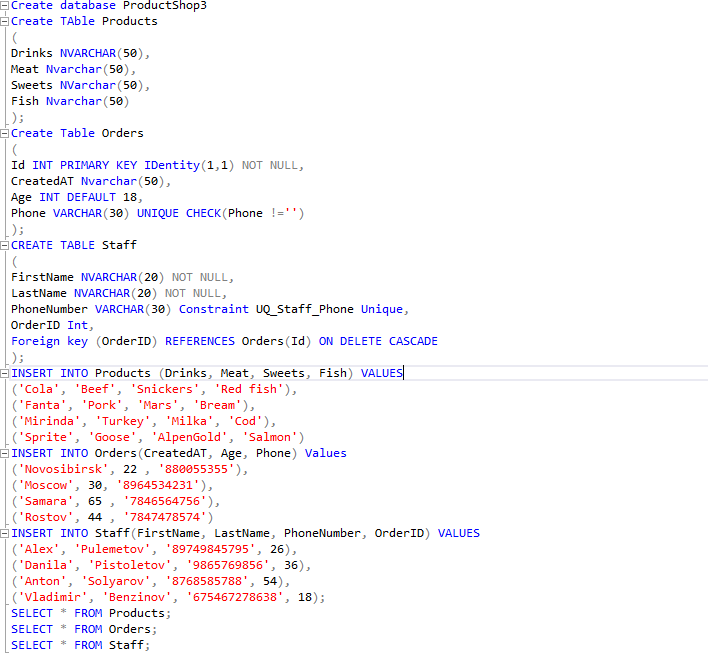 Create database ProductShop3
Create TAble Products
(
Drinks NVARCHAR(50),
Meat Nvarchar(50),
Sweets NVarchar(50),
Fish Nvarchar(50)
);
Create Table Orders
(
Id INT PRIMARY KEY IDentity(1,1) NOT NULL,
CreatedAT Nvarchar(50),
Age INT DEFAULT 18,
Phone VARCHAR(30) UNIQUE CHECK(Phone !='')
);
CREATE TABLE Staff
(
FirstName NVARCHAR(20) NOT NULL,
LastName NVARCHAR(20) NOT NULL,
PhoneNumber VARCHAR(30) Constraint UQ_Staff_Phone Unique,
OrderID Int,
Foreign key (OrderID) REFERENCES Orders(Id) ON DELETE CASCADE
);
INSERT INTO Products (Drinks, Meat, Sweets, Fish) VALUES
('Cola', 'Beef', 'Snickers', 'Red fish'),
('Fanta', 'Pork', 'Mars', 'Bream'),
('Mirinda', 'Turkey', 'Milka', 'Cod'),
('Sprite', 'Goose', 'AlpenGold', 'Salmon')
INSERT INTO Orders(CreatedAT, Age, Phone) Values
('Novosibirsk', 22 , '880055355'),
('Moscow', 30, '8964534231'),
('Samara', 65 , '7846564756'),
('Rostov', 44 , '7847478574')
INSERT INTO Staff(FirstName, LastName, PhoneNumber, OrderID) VALUES
('Alex', 'Pulemetov', '89749845795', 26),
('Danila', 'Pistoletov', '9865769856', 36),
('Anton', 'Solyarov', '8768585788', 54),
('Vladimir', 'Benzinov', '675467278638', 18);
SELECT * FROM Products;
SELECT * FROM Orders;
SELECT * FROM Staff;